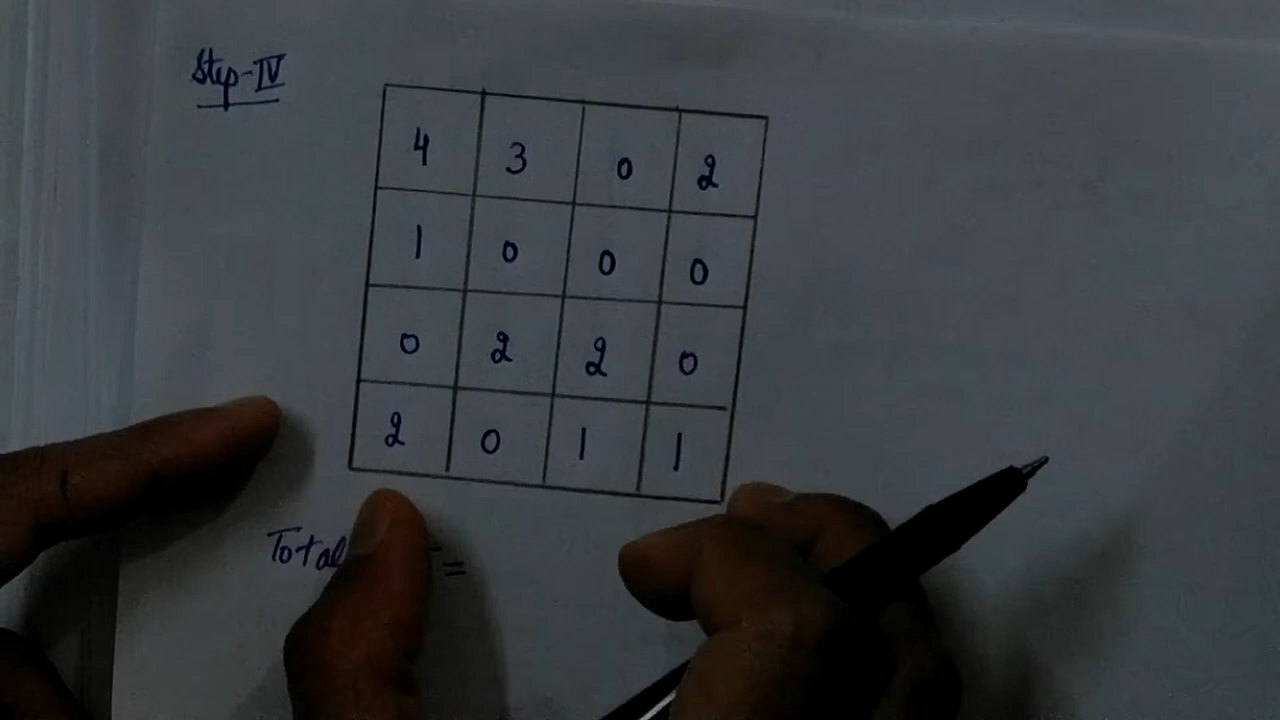 Step-IV
4 3 0 2
1 0 0 0
0 2 2 0
2 0 1 1
Total =